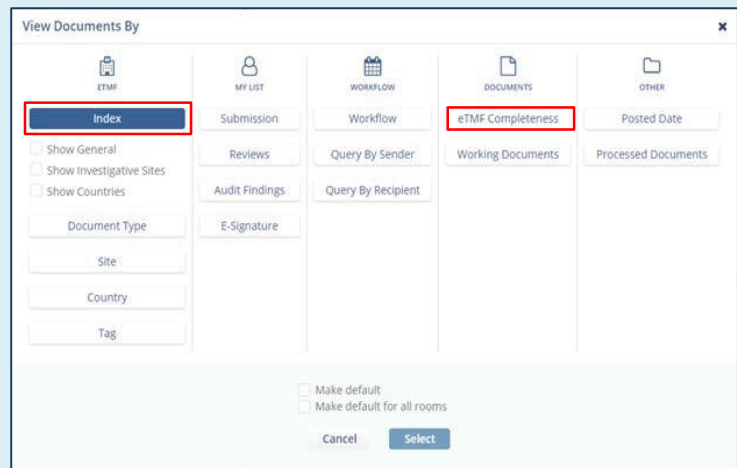 View Documents By
ETMF
MY LIST
WORKFLOW
DOCUMENTS
OTHER
Index
Submission
Workflow
eTMF Completeness
Posted Date
Show General
Show Investigative Sites
Show Countries
Reviews
Query By Sender
Working Documents
Processed Documents
Audit Findings
Query By Recipient
Document Type
E-Signature
Site
Country
Tag
Make default
Make default for all rooms
Cancel
Select